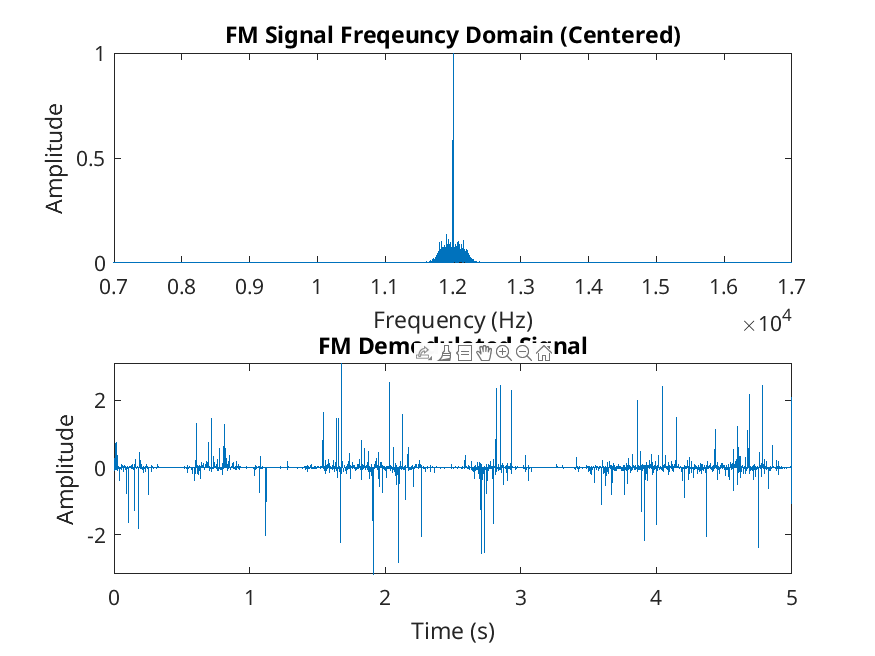 FM Signal Freqeuncy Domain (Centered)
1
0.5
0
Amplitude
0.7 0.8 0.9 1 1.1 1.2 1.3 1.4 1.5 1.6 1.7
Frequency (Hz)
×10⁴
FM Demodulated Signal
2
0
-2
Amplitude
0 1 2 3 4 5
Time (s)